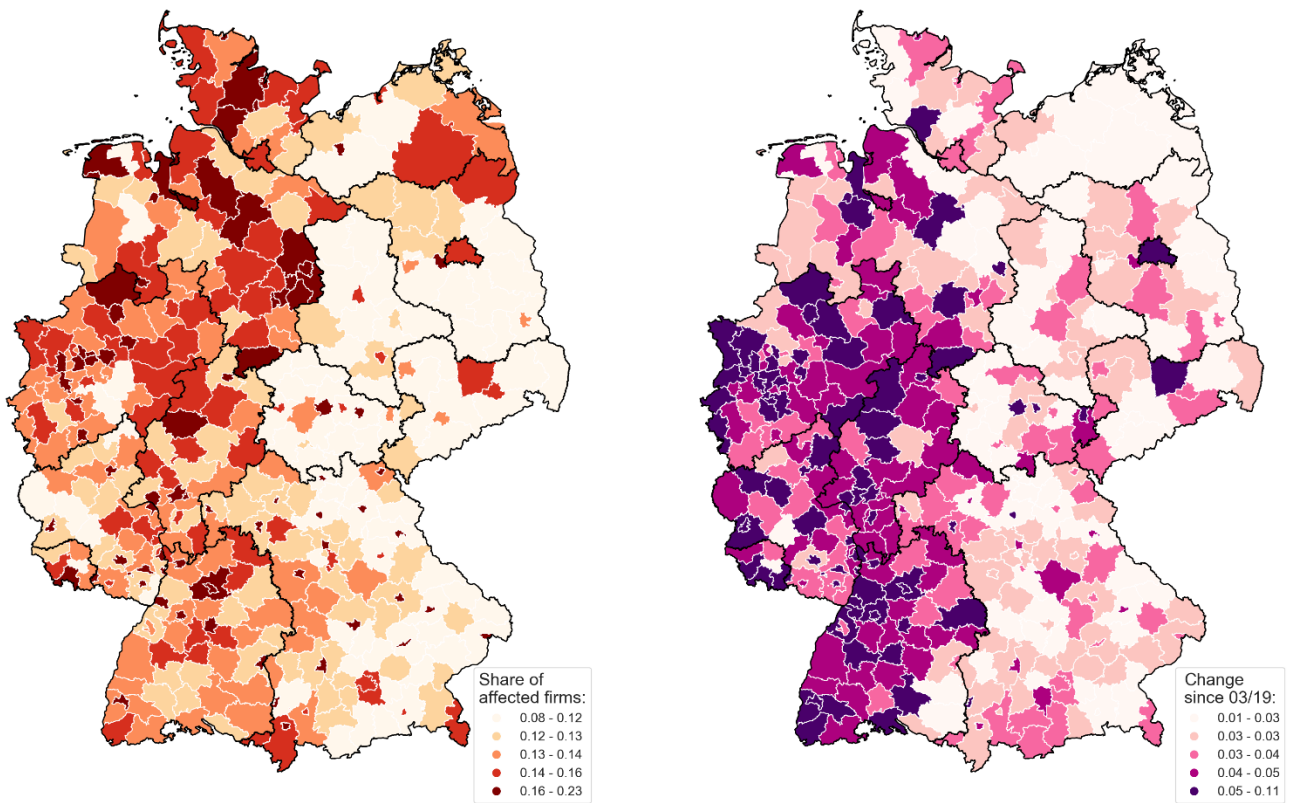 Share of
affected firms:
0.08 - 0.12
0.12 - 0.13
0.13 - 0.14
0.14 - 0.16
0.16 - 0.23
Change
since 03/19:
0.01 - 0.03
0.03 - 0.03
0.03 - 0.04
0.04 - 0.05
0.05 - 0.11